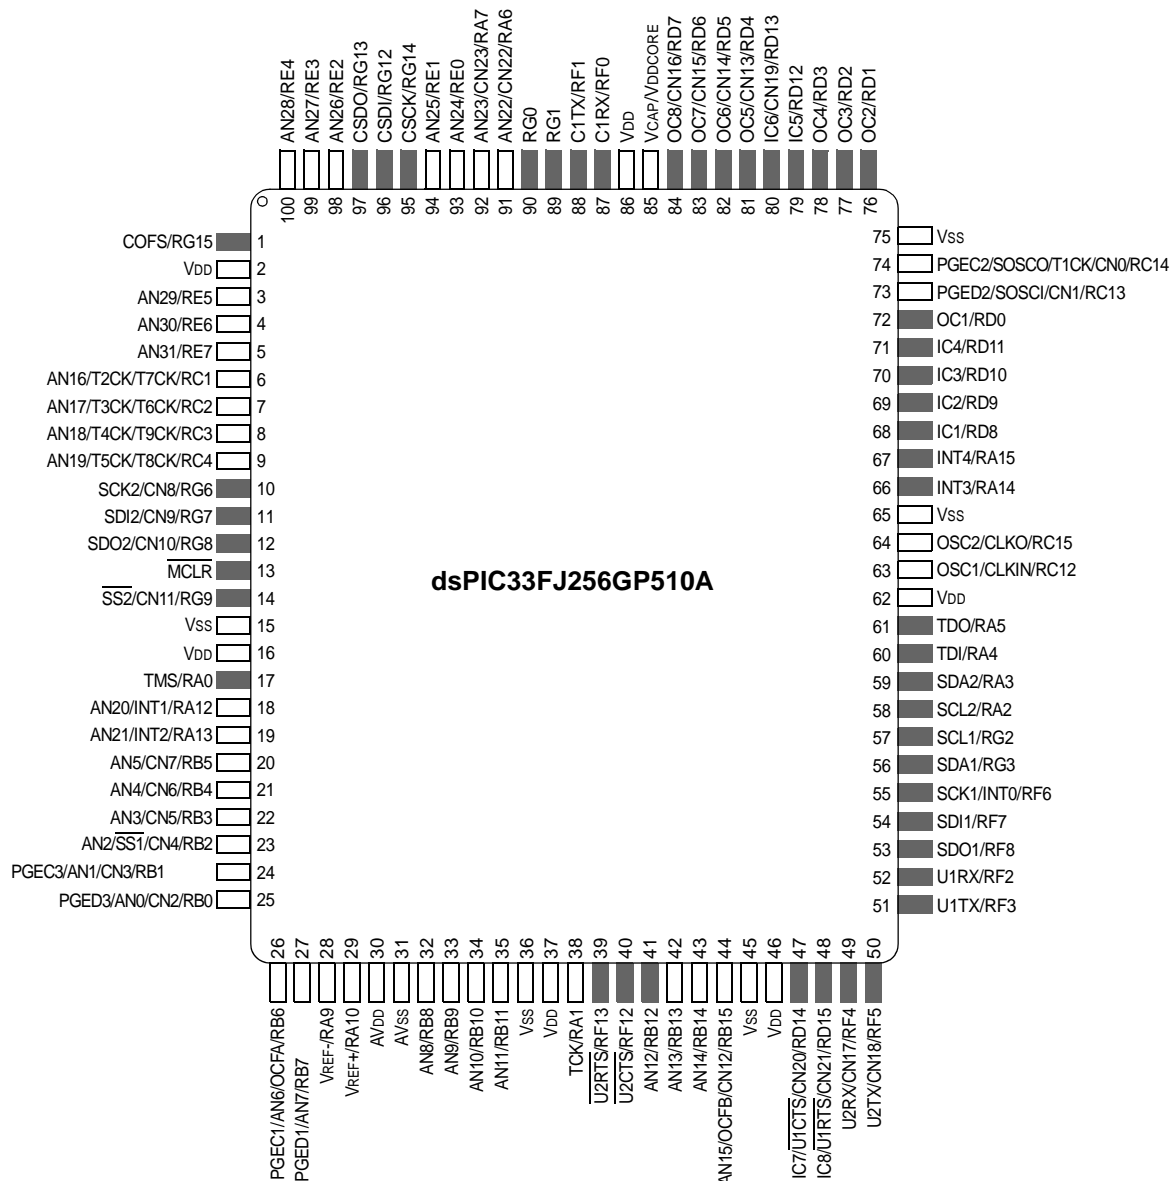 AN28/RE4
AN27/RE3
AN26/RE2
CSDO/RG13
CSDI/RG12
CSCK/RG14
AN25/RE1
AN24/RE0
AN23/CN23/RA7
AN22/CN22/RA6
RG0
RG1
C1TX/RF1
C1RX/RF0
VDD
VCAP/VDDCORE
OC8/CN16/RD7
OC7/CN15/RD6
OC6/CN14/RD5
OC5/CN13/RD4
IC6/CN19/RD13
IC5/RD12
OC4/RD3
OC3/RD2
OC2/RD1
100 99 98 97 96 95 94 93 92 91 90 89 88 87 86 85 84 83 82 81 80 79 78 77 76
COFS/RG15 1
VDD 2
AN29/RE5 3
AN30/RE6 4
AN31/RE7 5
AN16/T2CK/T7CK/RC1 6
AN17/T3CK/T6CK/RC2 7
AN18/T4CK/T9CK/RC3 8
AN19/T5CK/T8CK/RC4 9
SCK2/CN8/RG6 10
SDI2/CN9/RG7 11
SDO2/CN10/RG8 12
MCLR 13
SS2/CN11/RG9 14
VSS 15
VDD 16
TMS/RA0 17
AN20/INT1/RA12 18
AN21/INT2/RA13 19
AN5/CN7/RB5 20
AN4/CN6/RB4 21
AN3/CN5/RB3 22
AN2/SS1/CN4/RB2 23
PGEC3/AN1/CN3/RB1 24
PGED3/AN0/CN2/RB0 25
dsPIC33FJ256GP510A
75 VSS
74 PGEC2/SOSCO/T1CK/CN0/RC14
73 PGED2/SOSCI/CN1/RC13
72 OC1/RD0
71 IC4/RD11
70 IC3/RD10
69 IC2/RD9
68 IC1/RD8
67 INT4/RA15
66 INT3/RA14
65 VSS
64 OSC2/CLKO/RC15
63 OSC1/CLKIN/RC12
62 VDD
61 TDO/RA5
60 TDI/RA4
59 SDA2/RA3
58 SCL2/RA2
57 SCL1/RG2
56 SDA1/RG3
55 SCK1/INT0/RF6
54 SDI1/RF7
53 SDO1/RF8
52 U1RX/RF2
51 U1TX/RF3
26 27 28 29 30 31 32 33 34 35 36 37 38 39 40 41 42 43 44 45 46 47 48 49 50
PGEC1/AN6/OCFA/RB6
PGED1/AN7/RB7
VREF-/RA9
VREF+/RA10
AVDD
AVSS
AN8/RB8
AN9/RB9
AN10/RB10
AN11/RB11
VSS
VDD
TCK/RA1
U2RTS/RF13
U2CTS/RF12
AN12/RB12
AN13/RB13
AN14/RB14
AN15/OCFB/CN12/RB15
VSS
VDD
IC7/U1CTS/CN20/RD14
IC8/U1RTS/CN21/RD15
U2RX/CN17/RF4
U2TX/CN18/RF5